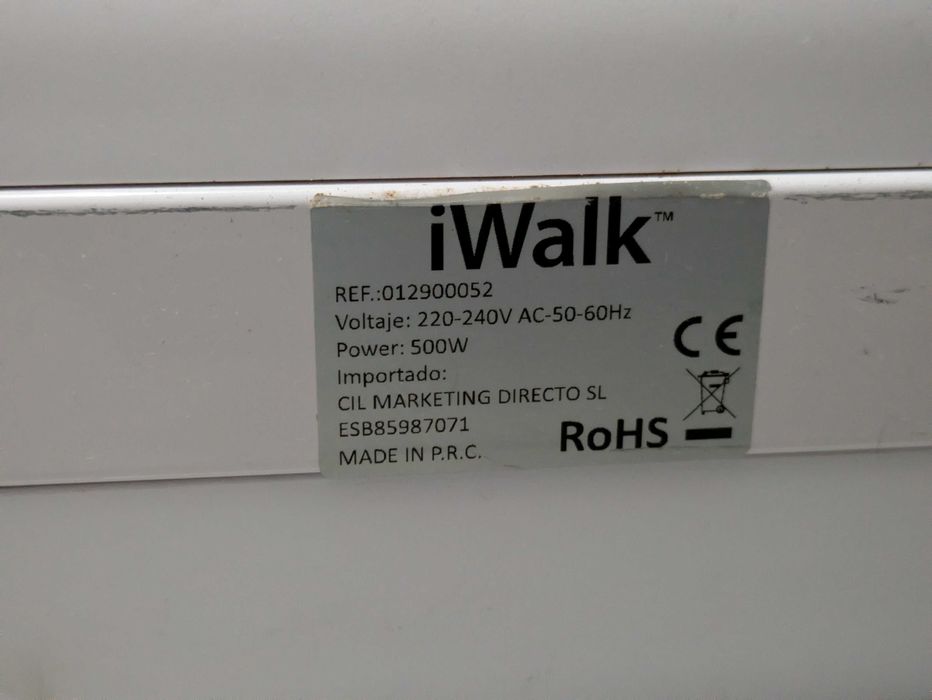 iWalk™
REF.:012900052
Voltaje: 220-240V AC-50-60Hz
Power: 500W
Importado:
CIL MARKETING DIRECTO SL
ESB85987071
MADE IN P.R.C.
CE
RoHS